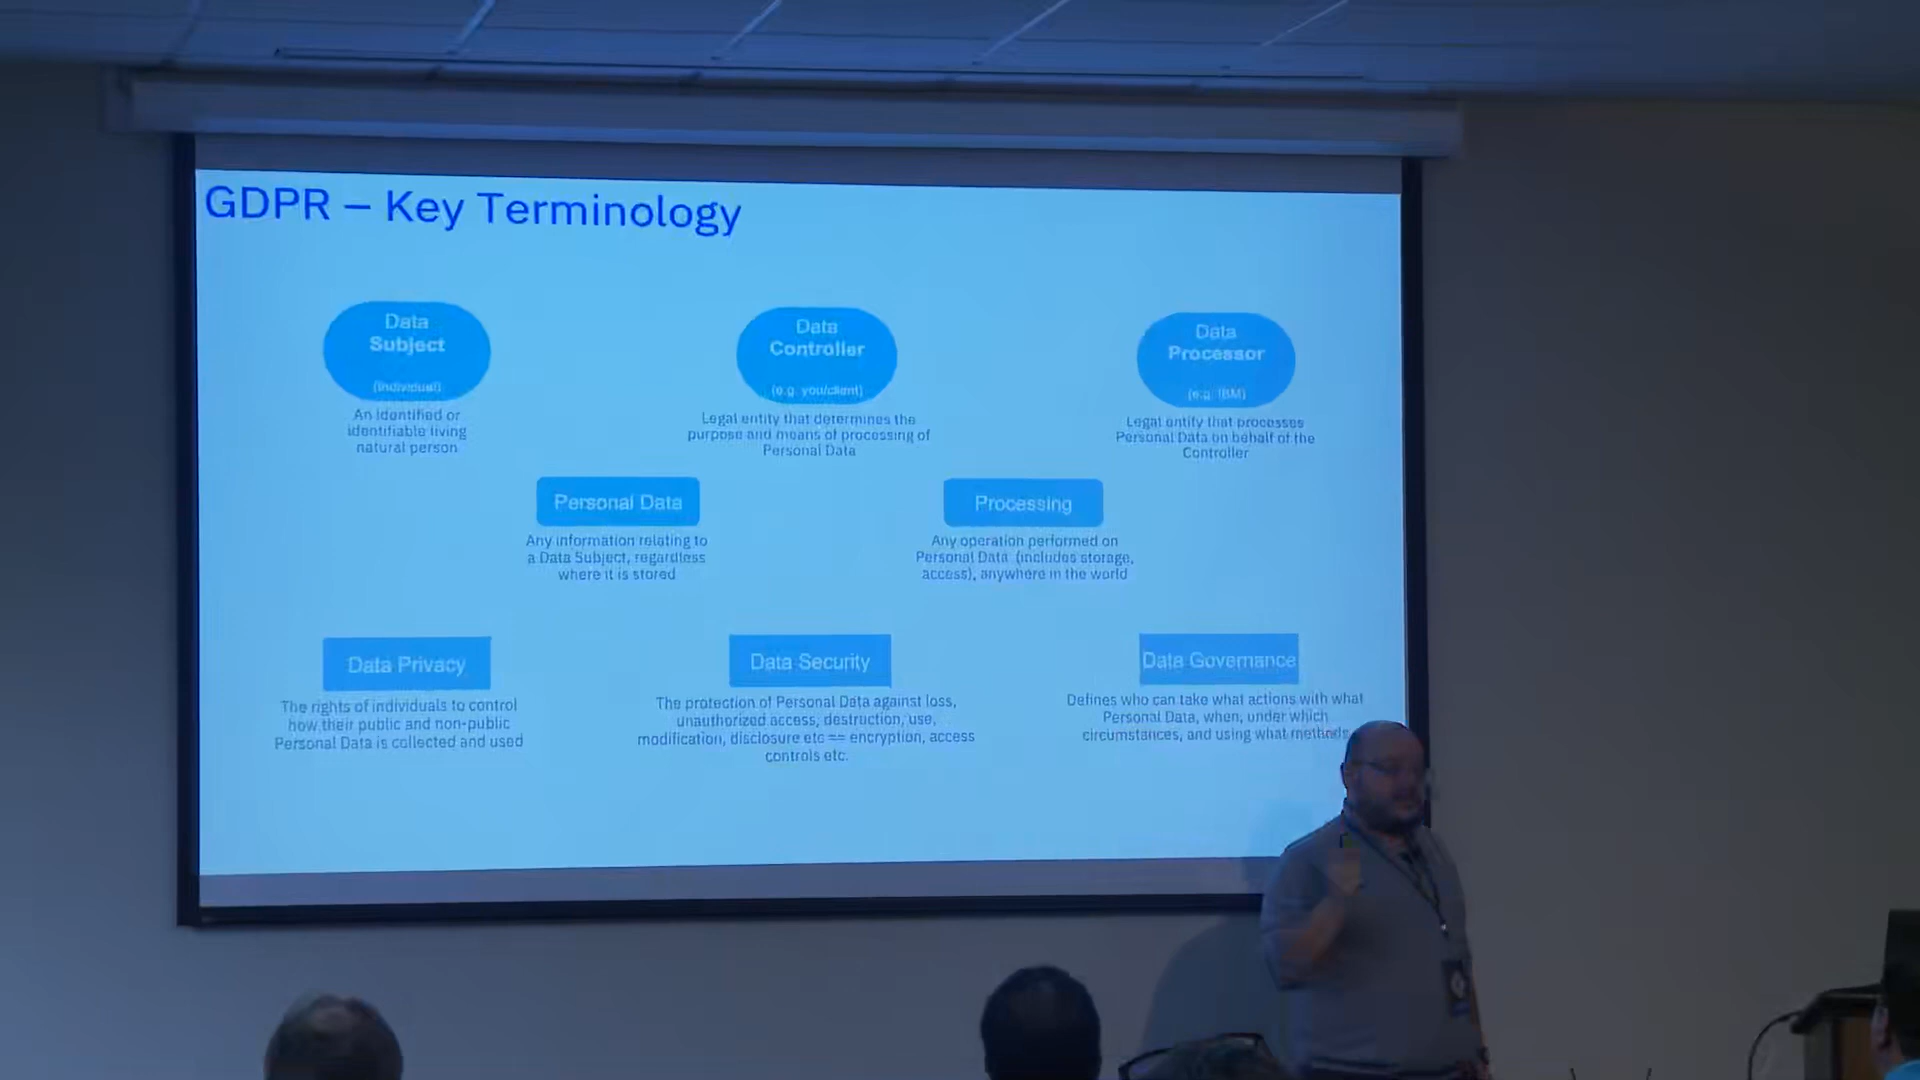 GDPR – Key Terminology
Data
Subject
(individual)
An identified or
identifiable living
natural person
Data
Controller
(e.g. you/client)
Legal entity that determines the
purpose and means of processing of
Personal Data
Data
Processor
(e.g. IBM)
Legal entity that processes
Personal Data on behalf of the
Controller
Personal Data
Any information relating to
a Data Subject, regardless
where it is stored
Processing
Any operation performed on
Personal Data (includes storage,
access), anywhere in the world
Data Privacy
The rights of individuals to control
how their public and non-public
Personal Data is collected and used
Data Security
The protection of Personal Data against loss,
unauthorized access, destruction, use,
modification, disclosure etc == encryption, access
controls etc.
Data Governance
Defines who can take what actions with what
Personal Data, when, under which
circumstances, and using what methods